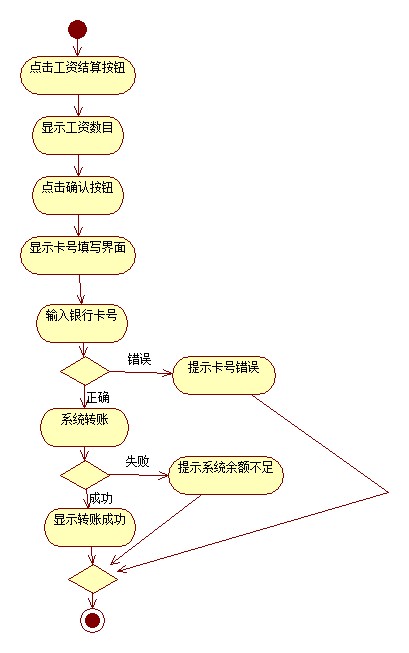 点击工资结算按钮
显示工资数目
点击确认按钮
显示卡号填写界面
输入银行卡号
错误
提示卡号错误
正确
系统转账
失败
提示系统余额不足
成功
显示转账成功